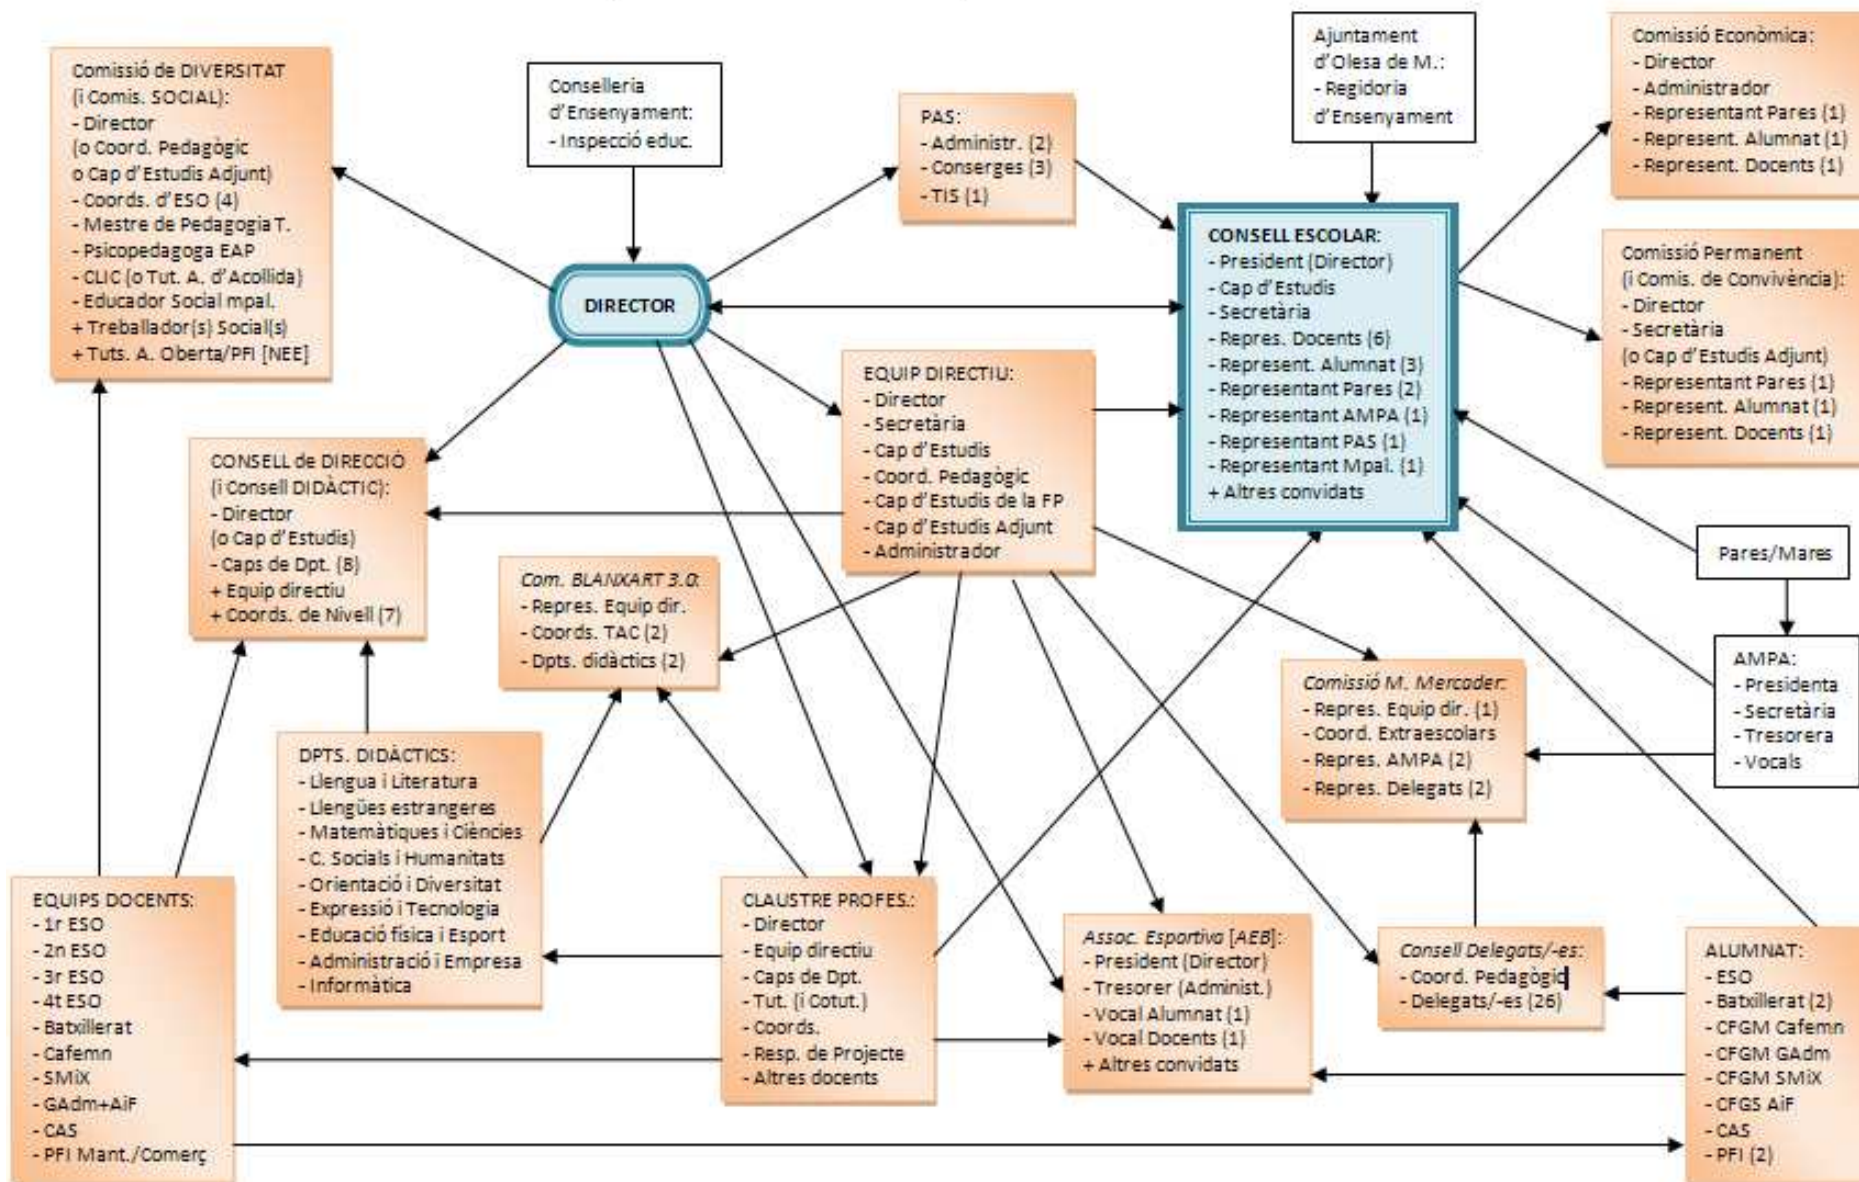 Comissió de DIVERSITAT
(i Comis. SOCIAL):
- Director
(o Coord. Pedagògic
o Cap d'Estudis Adjunt)
- Coords. d'ESO (4)
- Mestre de Pedagogia T.
- Psicopedagoga EAP
- CLIC (o Tut. A. d'Acollida)
- Educador Social mpal.
+ Treballador(s) Social(s)
+ Tuts. A. Oberta/PFI [NEE]
Conselleria
d'Ensenyament:
- Inspecció educ.
PAS:
- Administr. (2)
- Conserges (3)
- TIS (1)
Ajuntament
d'Olesa de M.:
- Regidoria
d'Ensenyament
Comissió Econòmica:
- Director
- Administrador
- Representant Pares (1)
- Represent. Alumnat (1)
- Represent. Docents (1)
DIRECTOR
CONSELL ESCOLAR:
- President (Director)
- Cap d'Estudis
- Secretària
- Repres. Docents (6)
- Represent. Alumnat (3)
- Representant Pares (2)
- Representant AMPA (1)
- Representant PAS (1)
- Representant Mpal. (1)
+ Altres convidats
Comissió Permanent
(i Comis. de Convivència):
- Director
- Secretària
(o Cap d'Estudis Adjunt)
- Representant Pares (1)
- Represent. Alumnat (1)
- Represent. Docents (1)
EQUIP DIRECTIU:
- Director
- Secretària
- Cap d'Estudis
- Coord. Pedagògic
- Cap d'Estudis de la FP
- Cap d'Estudis Adjunt
- Administrador
CONSELL de DIRECCIÓ
(i Consell DIDÀCTIC):
- Director
(o Cap d'Estudis)
- Caps de Dpt. (8)
+ Equip directiu
+ Coords. de Nivell (7)
Com. BLANXART 3.0:
- Repres. Equip dir.
- Coords. TAC (2)
- Dpts. didàctics (2)
Pares/Mares
AMPA:
- Presidenta
- Secretària
- Tresorera
- Vocals
Comissió M. Mercader:
- Repres. Equip dir. (1)
- Coord. Extraescolars
- Repres. AMPA (2)
- Repres. Delegats (2)
DPTS. DIDÀCTICS:
- Llengua i Literatura
- Llengües estrangeres
- Matemàtiques i Ciències
- C. Socials i Humanitats
- Orientació i Diversitat
- Expressió i Tecnologia
- Educació física i Esport
- Administració i Empresa
- Informàtica
EQUIPS DOCENTS:
- 1r ESO
- 2n ESO
- 3r ESO
- 4t ESO
- Batxillerat
- Cafemn
- SMiX
- GAdm+AiF
- CAS
- PFI Mant./Comerç
CLAUSTRE PROFES.:
- Director
- Equip directiu
- Caps de Dpt.
- Tut. (i Cotut.)
- Coords.
- Resp. de Projecte
- Altres docents
Assoc. Esportiva [AEB]:
- President (Director)
- Tresorer (Administ.)
- Vocal Alumnat (1)
- Vocal Docents (1)
+ Altres convidats
Consell Delegats/-es:
- Coord. Pedagògic
- Delegats/-es (26)
ALUMNAT:
- ESO
- Batxillerat (2)
- CFGM Cafemn
- CFGM GAdm
- CFGM SMiX
- CFGS AiF
- CAS
- PFI (2)